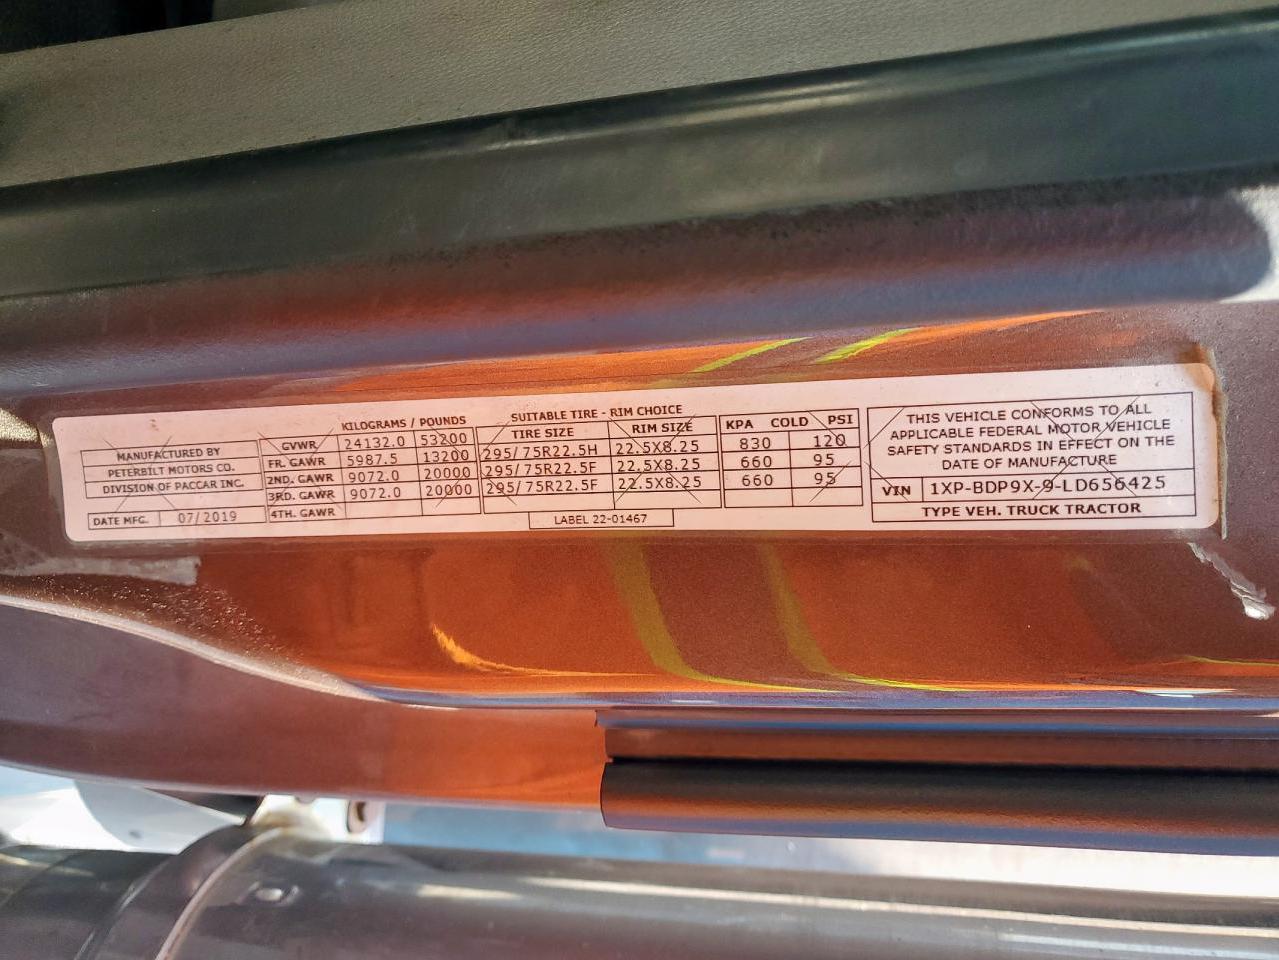 MANUFACTURED BY
PETERBILT MOTORS CO.
DIVISION OF PACCAR INC.
DATE MFG. 07/2019
KILOGRAMS / POUNDS
GVWR 24132.0 53200
FR. GAWR 5987.5 13200
2ND. GAWR 9072.0 20000
3RD. GAWR 9072.0 20000
4TH. GAWR
SUITABLE TIRE - RIM CHOICE
TIRE SIZE RIM SIZE
295/75R22.5H 22.5X8.25
295/75R22.5F 22.5X8.25
295/75R22.5F 22.5X8.25
LABEL 22-01467
KPA COLD PSI
830 120
660 95
660 95
THIS VEHICLE CONFORMS TO ALL
APPLICABLE FEDERAL MOTOR VEHICLE
SAFETY STANDARDS IN EFFECT ON THE
DATE OF MANUFACTURE
VIN 1XP-BDP9X-9-LD656425
TYPE VEH. TRUCK TRACTOR